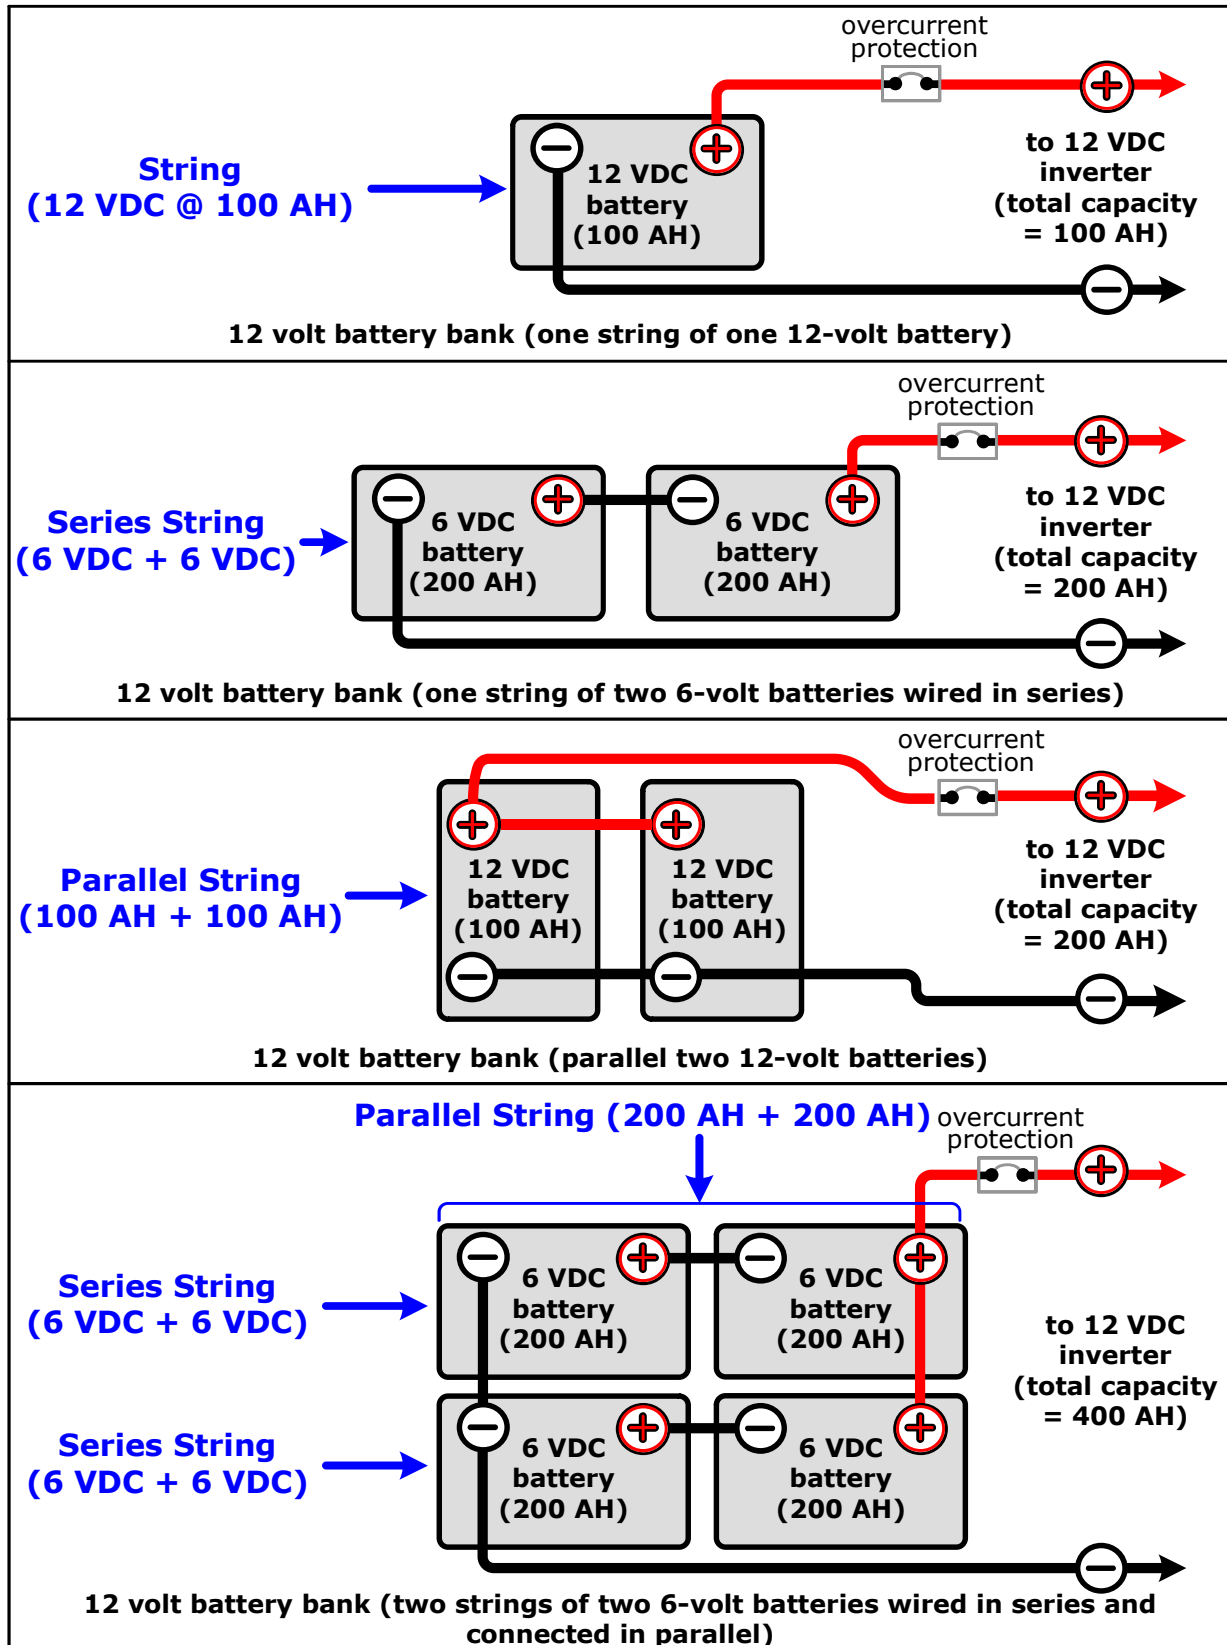 overcurrent
protection
String
(12 VDC @ 100 AH)
12 VDC
battery
(100 AH)
to 12 VDC
inverter
(total capacity
= 100 AH)
12 volt battery bank (one string of one 12-volt battery)
overcurrent
protection
Series String
(6 VDC + 6 VDC)
6 VDC
battery
(200 AH)
6 VDC
battery
(200 AH)
to 12 VDC
inverter
(total capacity
= 200 AH)
12 volt battery bank (one string of two 6-volt batteries wired in series)
overcurrent
protection
Parallel String
(100 AH + 100 AH)
12 VDC
battery
(100 AH)
12 VDC
battery
(100 AH)
to 12 VDC
inverter
(total capacity
= 200 AH)
12 volt battery bank (parallel two 12-volt batteries)
Parallel String (200 AH + 200 AH)
overcurrent
protection
Series String
(6 VDC + 6 VDC)
6 VDC
battery
(200 AH)
6 VDC
battery
(200 AH)
to 12 VDC
inverter
(total capacity
= 400 AH)
Series String
(6 VDC + 6 VDC)
6 VDC
battery
(200 AH)
6 VDC
battery
(200 AH)
12 volt battery bank (two strings of two 6-volt batteries wired in series and
connected in parallel)